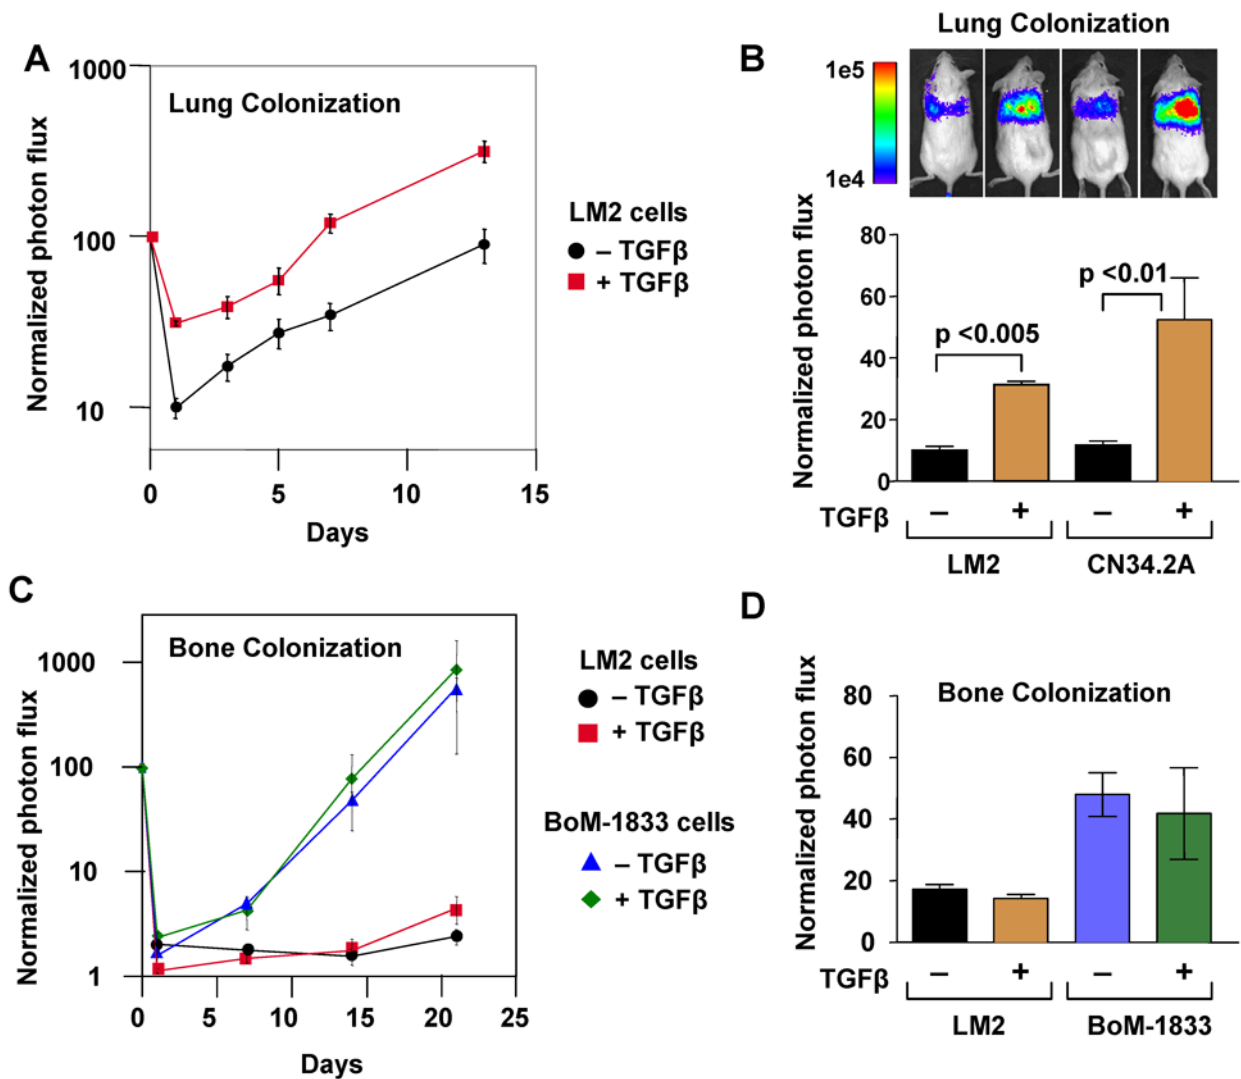 A
Lung Colonization
Normalized photon flux
1000
100
10
0 5 10 15
Days
LM2 cells
– TGFβ
+ TGFβ
B
Lung Colonization
1e5
1e4
Normalized photon flux
80
60
40
20
0
p <0.005
p <0.01
TGFβ – + – +
LM2 CN34.2A
C
Bone Colonization
Normalized photon flux
1000
100
10
1
0 5 10 15 20 25
Days
LM2 cells
– TGFβ
+ TGFβ
BoM-1833 cells
– TGFβ
+ TGFβ
D
Bone Colonization
Normalized photon flux
80
60
40
20
0
TGFβ – + – +
LM2 BoM-1833